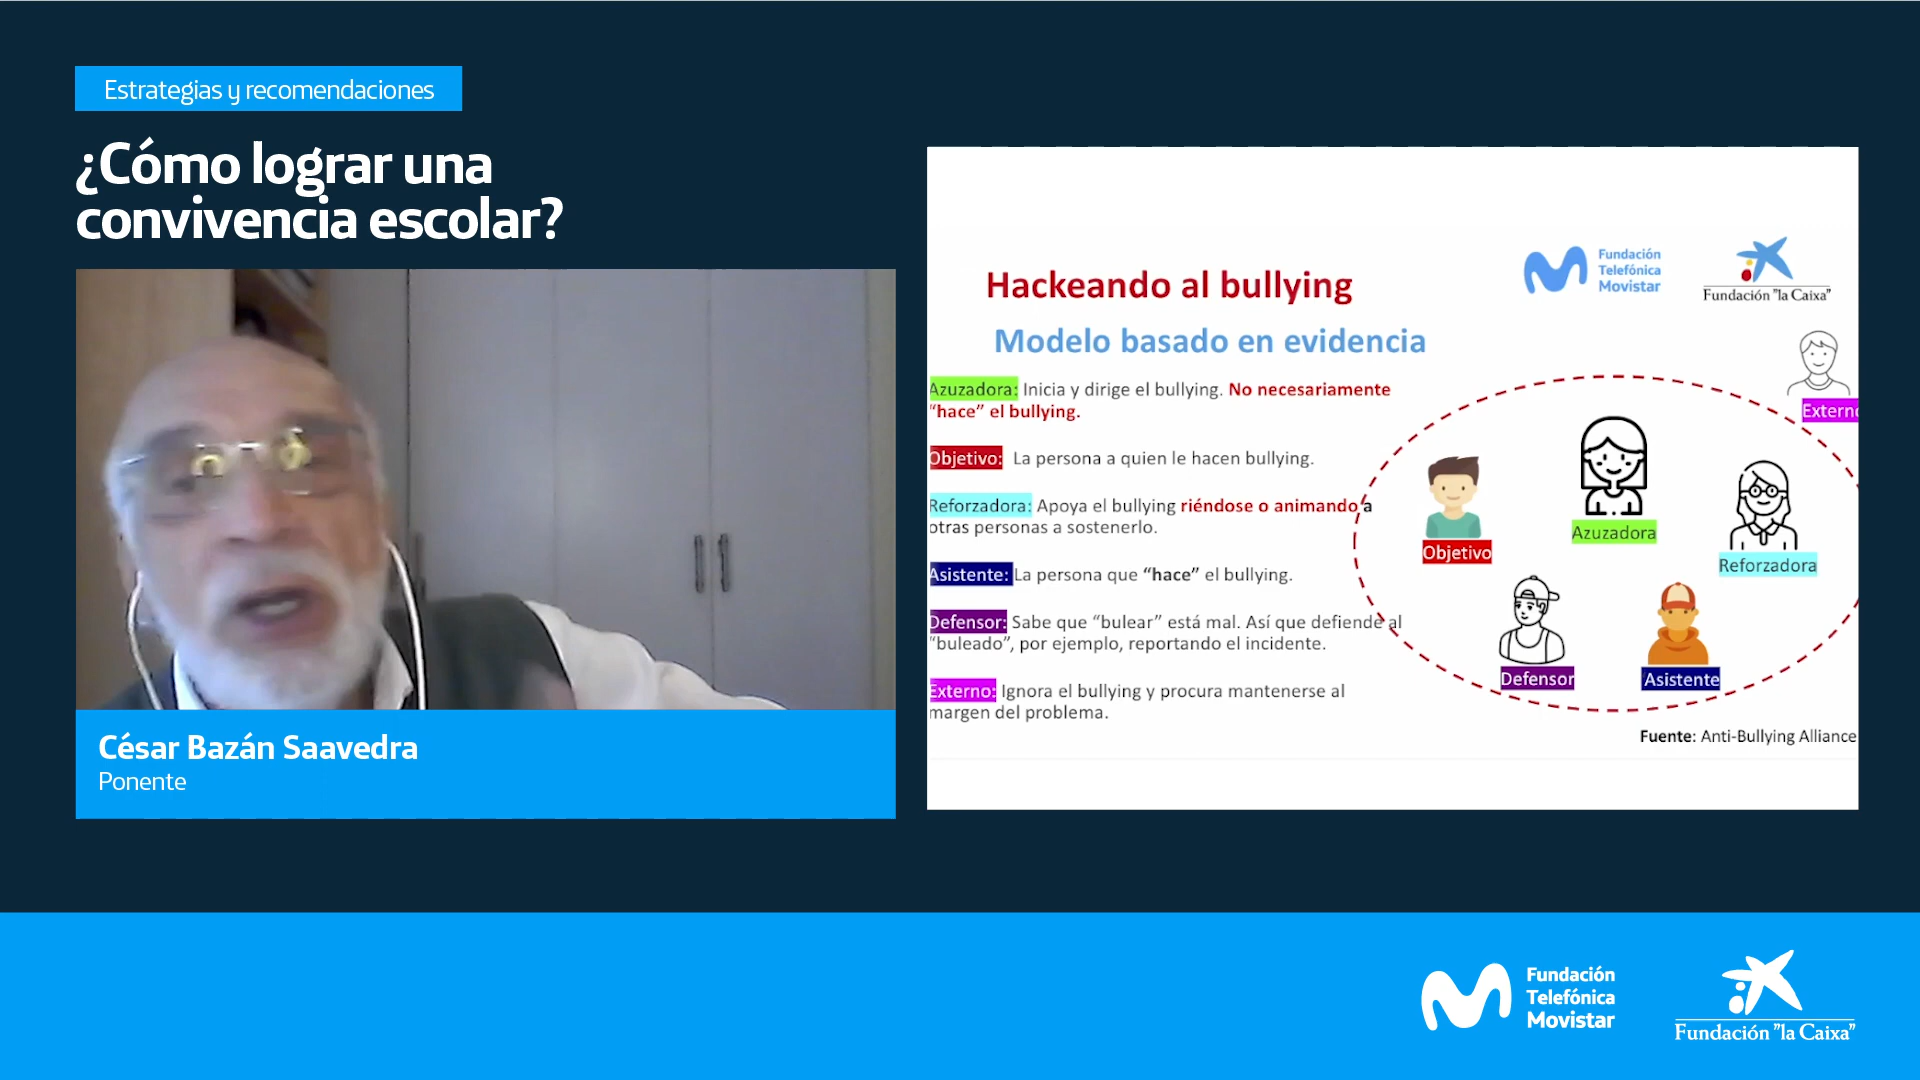 Estrategias y recomendaciones
¿Cómo lograr una
convivencia escolar?
César Bazán Saavedra
Ponente
Hackeando al bullying
Modelo basado en evidencia
Fundación
Telefónica
Movistar
Fundación "la Caixa"
Azuzadora: Inicia y dirige el bullying. No necesariamente
“hace” el bullying.
Objetivo: La persona a quien le hacen bullying.
Reforzadora: Apoya el bullying riéndose o animando a
otras personas a sostenerlo.
Asistente: La persona que “hace” el bullying.
Defensor: Sabe que “bulear” está mal. Así que defiende al
“buleado”, por ejemplo, reportando el incidente.
Externo: Ignora el bullying y procura mantenerse al
margen del problema.
Externo
Objetivo
Azuzadora
Reforzadora
Defensor
Asistente
Fuente: Anti-Bullying Alliance
Fundación
Telefónica
Movistar
Fundación "la Caixa"